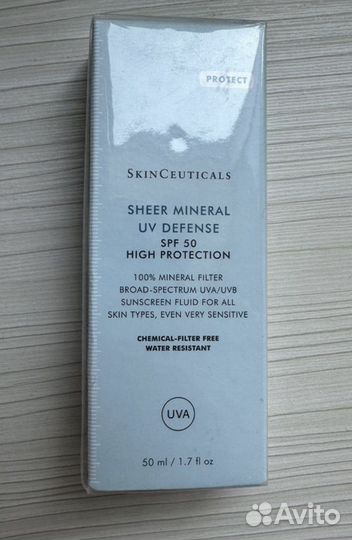 PROTECT
SKINCEUTICALS
SHEER MINERAL
UV DEFENSE
SPF 50
HIGH PROTECTION
100% MINERAL FILTER
BROAD-SPECTRUM UVA/UVB
SUNSCREEN FLUID FOR ALL
SKIN TYPES, EVEN VERY SENSITIVE
CHEMICAL-FILTER FREE
WATER RESISTANT
UVA
50 ml / 1.7 fl oz
Avito